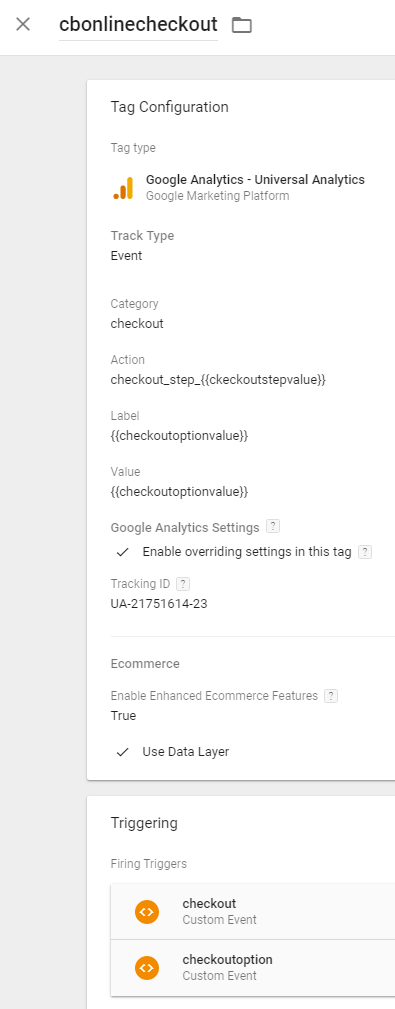 cbonlinecheckout
Tag Configuration
Tag type
Google Analytics - Universal Analytics
Google Marketing Platform
Track Type
Event
Category
checkout
Action
checkout_step_{{ckeckoutstepvalue}}
Label
{{checkoutoptionvalue}}
Value
{{checkoutoptionvalue}}
Google Analytics Settings ?
Enable overriding settings in this tag ?
Tracking ID ?
UA-21751614-23
Ecommerce
Enable Enhanced Ecommerce Features ?
True
Use Data Layer
Triggering
Firing Triggers
checkout
Custom Event
checkoutoption
Custom Event